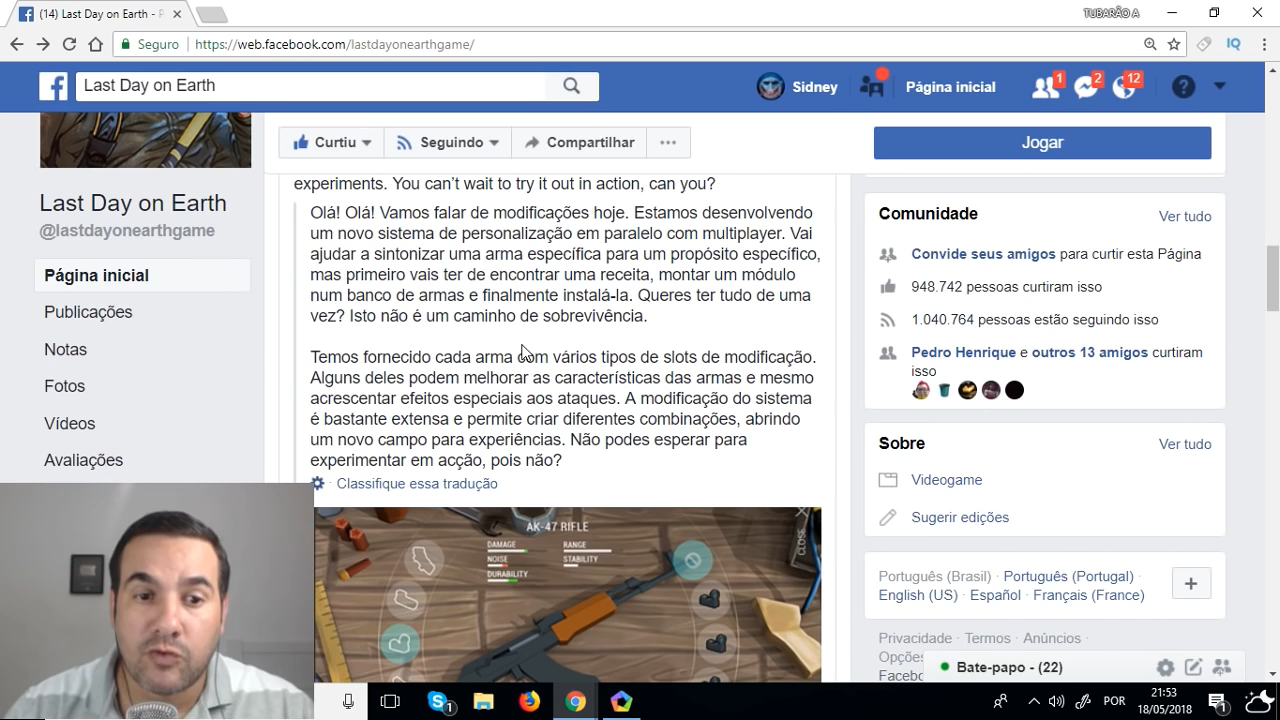 (14) Last Day on Earth - P
TUBARÃO A
Seguro
https://web.facebook.com/lastdayonearthgame/
Last Day on Earth
Sidney
Página inicial
1
2
12
Curtiu
Seguindo
Compartilhar
Jogar
Last Day on Earth
@lastdayonearthgame
Página inicial
Publicações
Notas
Fotos
Vídeos
Avaliações
experiments. You can't wait to try it out in action, can you?
Olá! Olá! Vamos falar de modificações hoje. Estamos desenvolvendo
um novo sistema de personalização em paralelo com multiplayer. Vai
ajudar a sintonizar uma arma específica para um propósito específico,
mas primeiro vais ter de encontrar uma receita, montar um módulo
num banco de armas e finalmente instalá-la. Queres ter tudo de uma
vez? Isto não é um caminho de sobrevivência.
Temos fornecido cada arma com vários tipos de slots de modificação.
Alguns deles podem melhorar as características das armas e mesmo
acrescentar efeitos especiais aos ataques. A modificação do sistema
é bastante extensa e permite criar diferentes combinações, abrindo
um novo campo para experiências. Não podes esperar para
experimentar em acção, pois não?
· Classifique essa tradução
AK-47 RIFLE
DAMAGE
NOISE
DURABILITY
RANGE
STABILITY
CLOSE
Comunidade
Ver tudo
Convide seus amigos para curtir esta Página
948.742 pessoas curtiram isso
1.040.764 pessoas estão seguindo isso
Pedro Henrique e outros 13 amigos curtiram
isso
Sobre
Ver tudo
Videogame
Sugerir edições
Português (Brasil) · Português (Portugal) ·
English (US) · Español · Français (France)
Privacidade · Termos · Anúncios ·
Opções
Facebo
Bate-papo - (22)
1
POR
21:53
18/05/2018
1